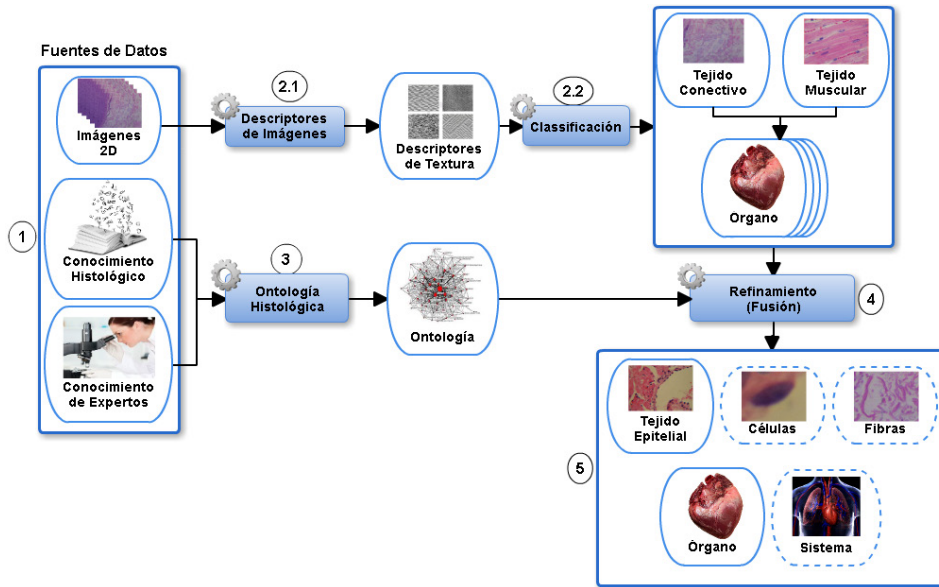 Fuentes de Datos
1
Imágenes
2D
Conocimiento
Histológico
Conocimiento
de Expertos
2.1
Descriptores
de Imágenes
Descriptores
de Textura
2.2
Classificación
Tejido
Conectivo
Tejido
Muscular
Órgano
3
Ontología
Histológica
Ontología
Refinamiento
(Fusión)
4
5
Tejido
Epitelial
Células
Fibras
Órgano
Sistema